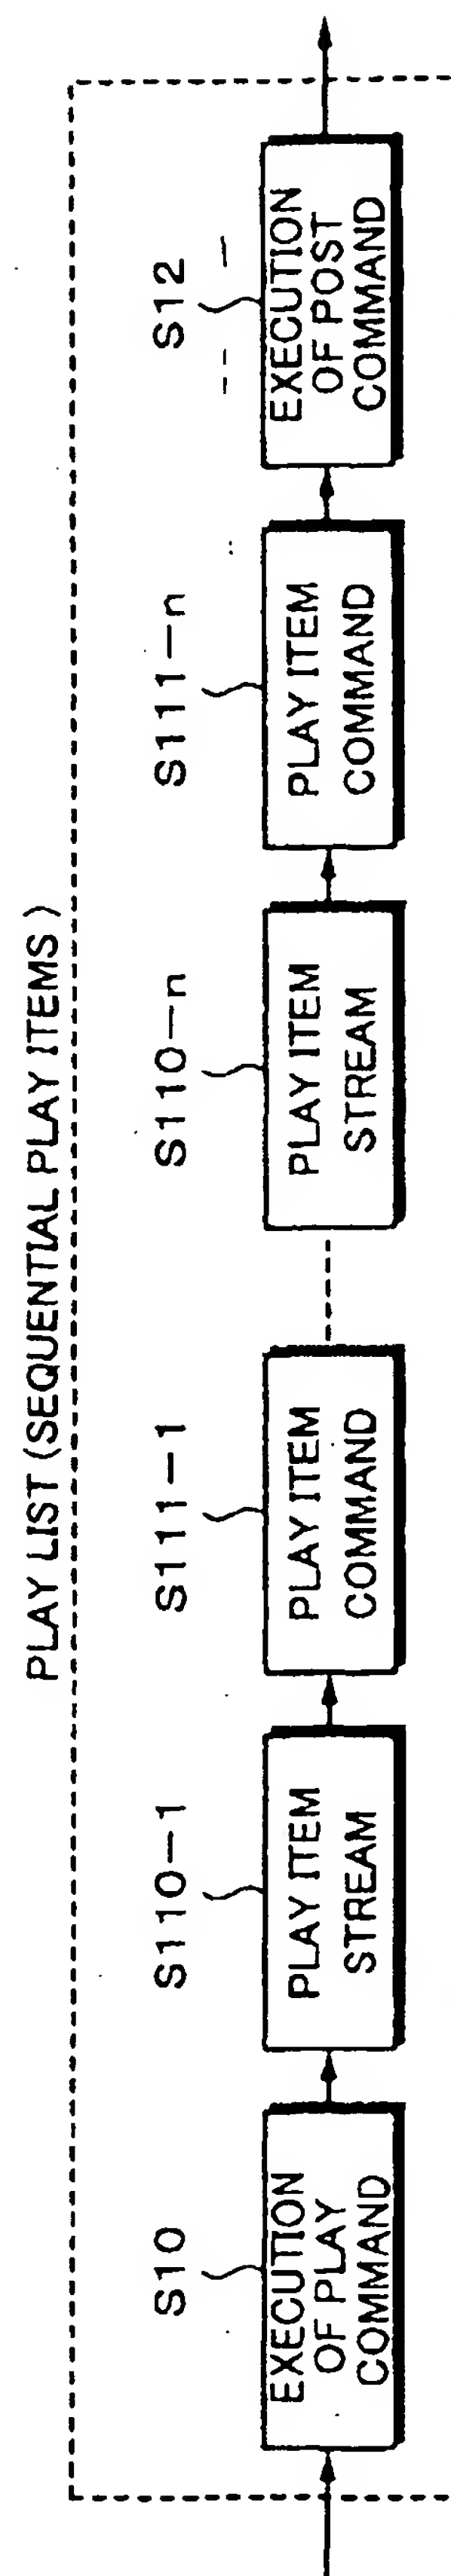 PLAY LIST (SEQUENTIAL PLAY ITEMS)
S10
EXECUTION
OF PLAY
COMMAND
S110-1
PLAY ITEM
STREAM
S111-1
PLAY ITEM
COMMAND
S110-n
PLAY ITEM
STREAM
S111-n
PLAY ITEM
COMMAND
S12
EXECUTION
OF POST
COMMAND